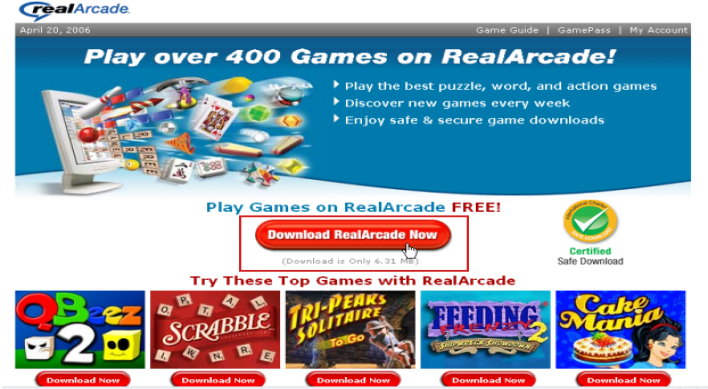 realArcade
April 20, 2006
Game Guide | GamePass | My Account
Play over 400 Games on RealArcade!
Play the best puzzle, word, and action games
Discover new games every week
Enjoy safe & secure game downloads
Play Games on RealArcade FREE!
Download RealArcade Now
(Download is Only 6.31 MB)
Certified
Safe Download
Try These Top Games with RealArcade
QBeez 2
OPTAL
SCRABBLE
IWNRE
TRI-PEAKS
SOLITAIRE
To Go
FEEDING
FRENZY 2
SHIPWRECK SHOWDOWN
Cake
Mania
Download Now
Download Now
Download Now
Download Now
Download Now